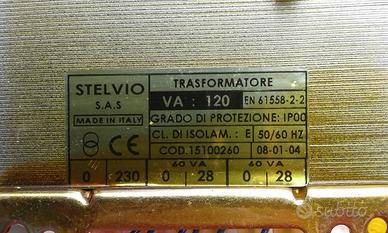 STELVIO
S.A.S
MADE IN ITALY
CE
TRASFORMATORE
VA : 120 EN 61558-2-2
GRADO DI PROTEZIONE: IP00
CL. DI ISOLAM. : E 50/60 HZ
COD.15100260 08-01-04
60 VA 60 VA
0 230 0 28 0 28
subito